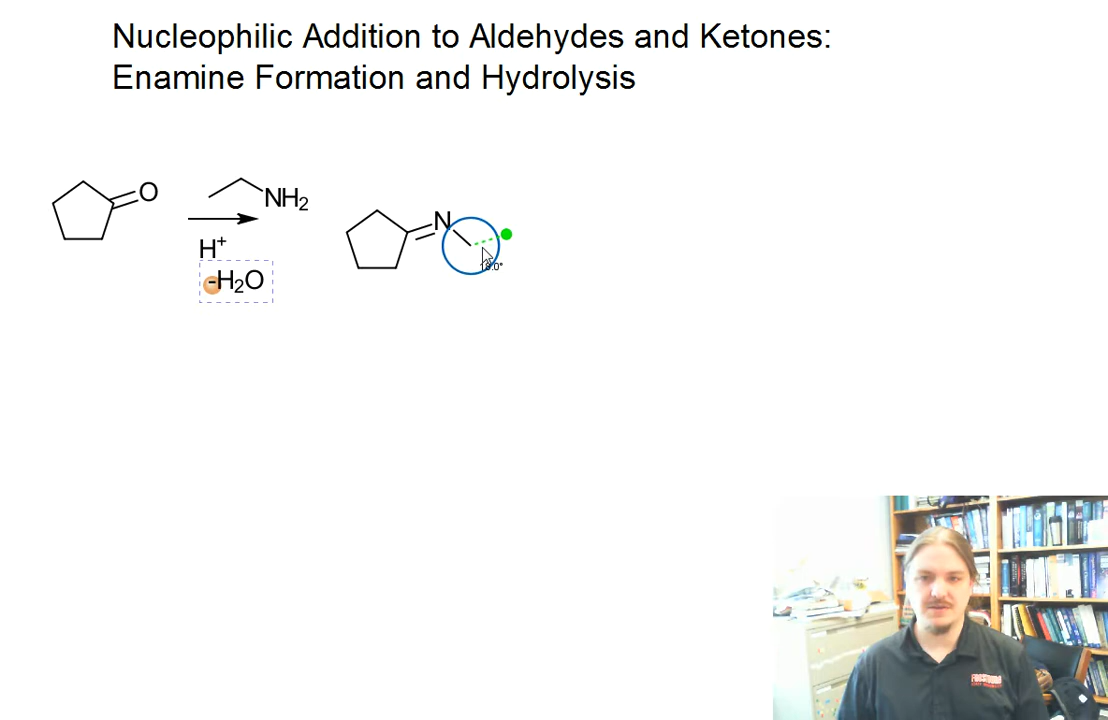 Nucleophilic Addition to Aldehydes and Ketones:
Enamine Formation and Hydrolysis
O
NH2
H+
-H2O
N